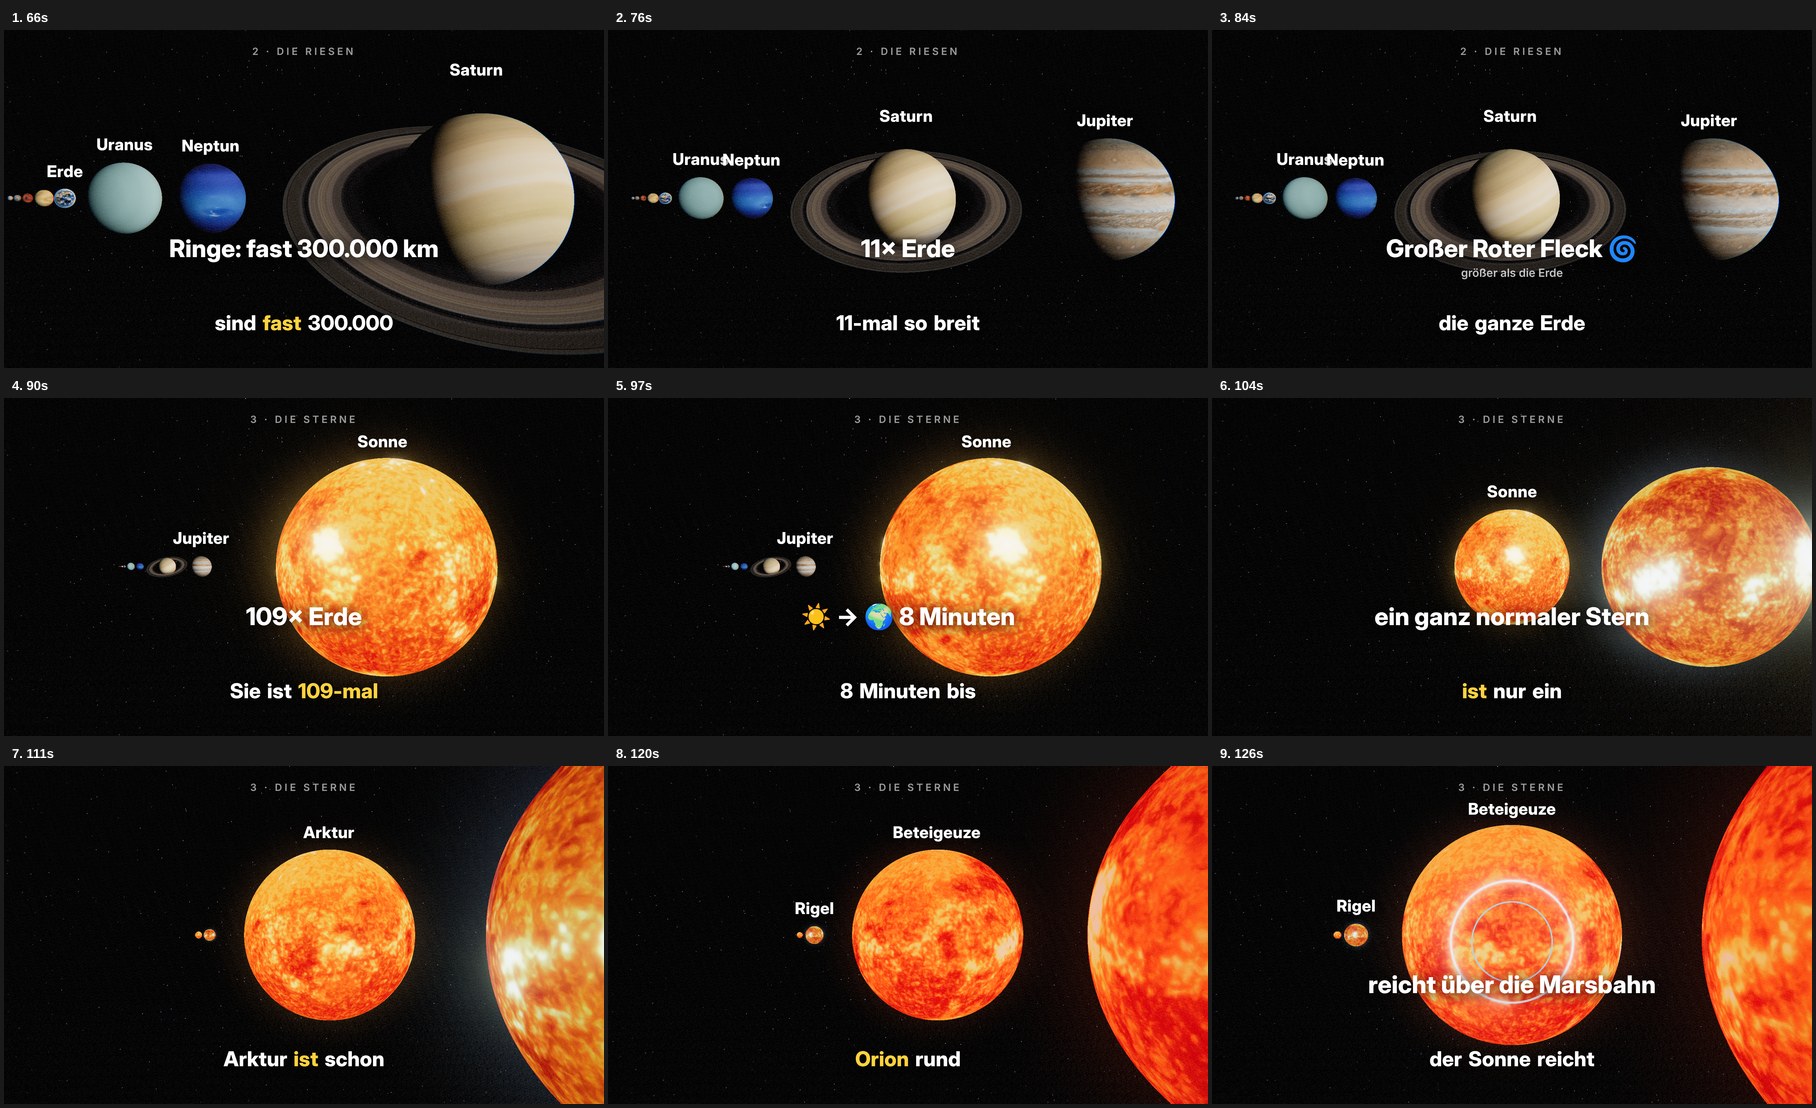 1. 66s
2 · DIE RIESEN
Saturn
Uranus
Neptun
Erde
Ringe: fast 300.000 km
sind fast 300.000
2. 76s
2 · DIE RIESEN
Saturn
Jupiter
Uranus
Neptun
11× Erde
11-mal so breit
3. 84s
2 · DIE RIESEN
Saturn
Jupiter
Uranus
Neptun
Großer Roter Fleck 🌀
größer als die Erde
die ganze Erde
4. 90s
3 · DIE STERNE
Sonne
Jupiter
109× Erde
Sie ist 109-mal
5. 97s
3 · DIE STERNE
Sonne
Jupiter
☀️ → 🌍 8 Minuten
8 Minuten bis
6. 104s
3 · DIE STERNE
Sonne
ein ganz normaler Stern
ist nur ein
7. 111s
3 · DIE STERNE
Arktur
Arktur ist schon
8. 120s
3 · DIE STERNE
Beteigeuze
Rigel
Orion rund
9. 126s
3 · DIE STERNE
Beteigeuze
Rigel
reicht über die Marsbahn
der Sonne reicht